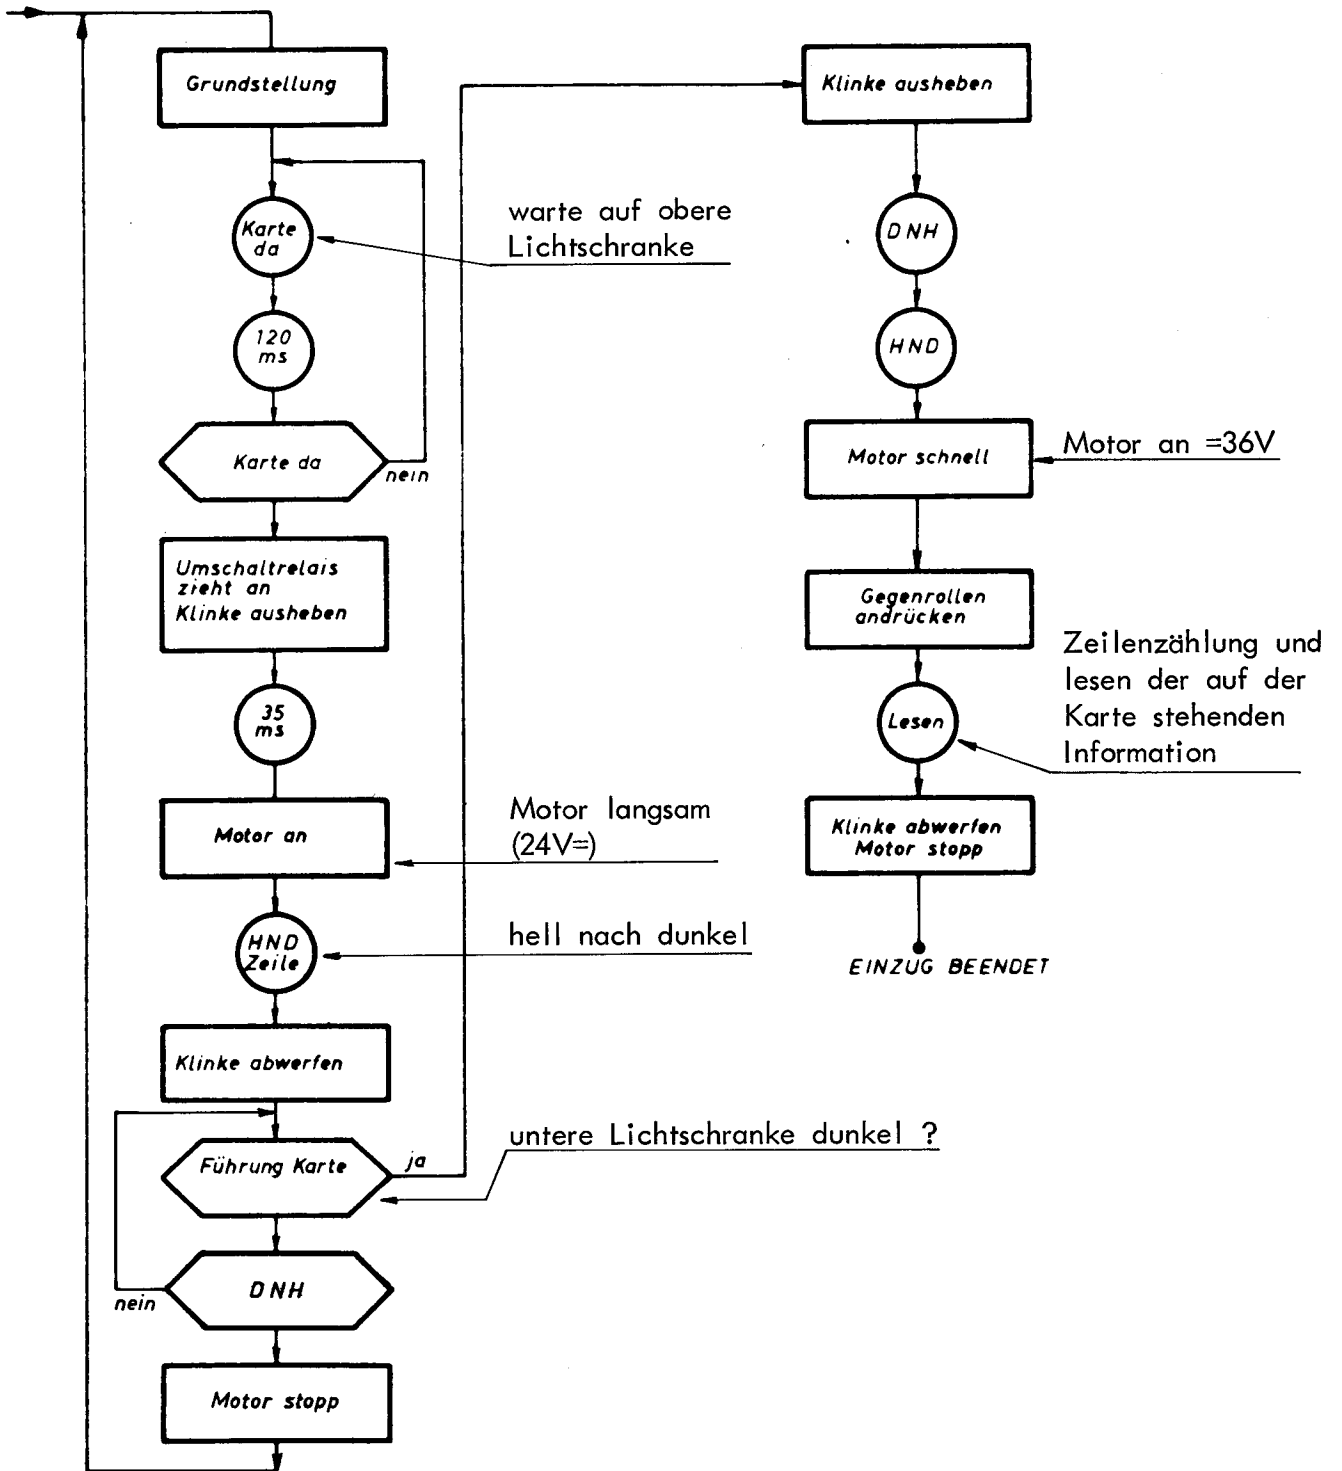 Grundstellung
Karte
da
warte auf obere
Lichtschranke
120
ms
Karte da
nein
Umschaltrelais
zieht an
Klinke ausheben
35
ms
Motor an
Motor langsam
(24V=)
HND
Zeile
hell nach dunkel
Klinke abwerfen
Führung Karte
ja
untere Lichtschranke dunkel ?
DNH
nein
Motor stopp
Klinke ausheben
DNH
HND
Motor schnell
Motor an =36V
Gegenrollen
andrücken
Lesen
Zeilenzählung und
lesen der auf der
Karte stehenden
Information
Klinke abwerfen
Motor stopp
EINZUG BEENDET